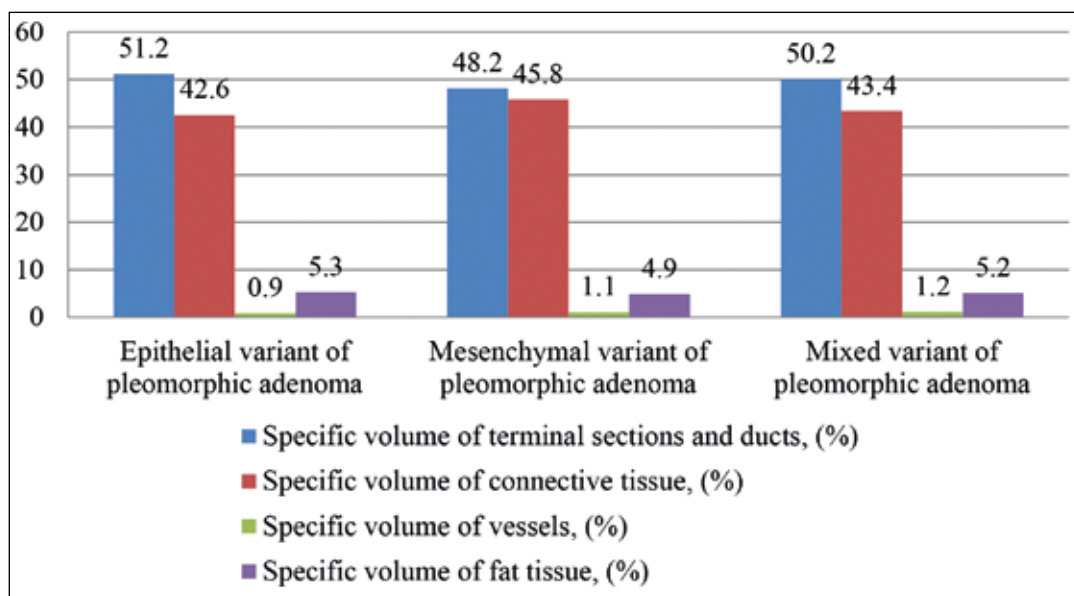 60
50
40
30
20
10
0
51.2
42.6
0.9
5.3
48.2
45.8
1.1
4.9
50.2
43.4
1.2
5.2
Epithelial variant of
pleomorphic adenoma
Mesenchymal variant of
pleomorphic adenoma
Mixed variant of
pleomorphic adenoma
Specific volume of terminal sections and ducts, (%)
Specific volume of connective tissue, (%)
Specific volume of vessels, (%)
Specific volume of fat tissue, (%)